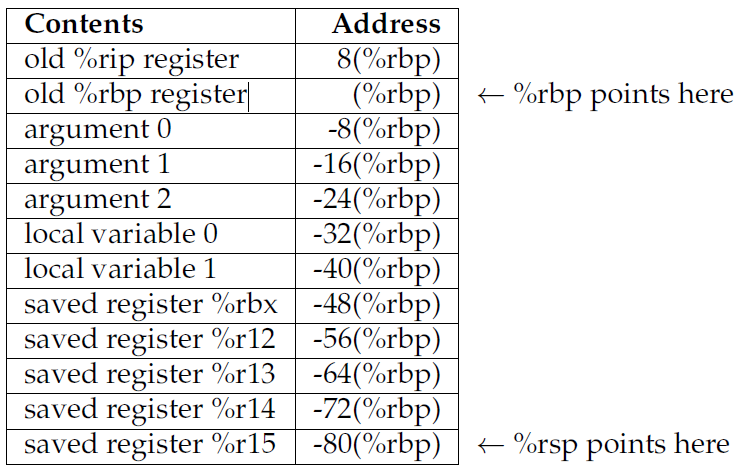 Contents Address
old %rip register 8(%rbp)
old %rbp register (%rbp) ← %rbp points here
argument 0 -8(%rbp)
argument 1 -16(%rbp)
argument 2 -24(%rbp)
local variable 0 -32(%rbp)
local variable 1 -40(%rbp)
saved register %rbx -48(%rbp)
saved register %r12 -56(%rbp)
saved register %r13 -64(%rbp)
saved register %r14 -72(%rbp)
saved register %r15 -80(%rbp) ← %rsp points here